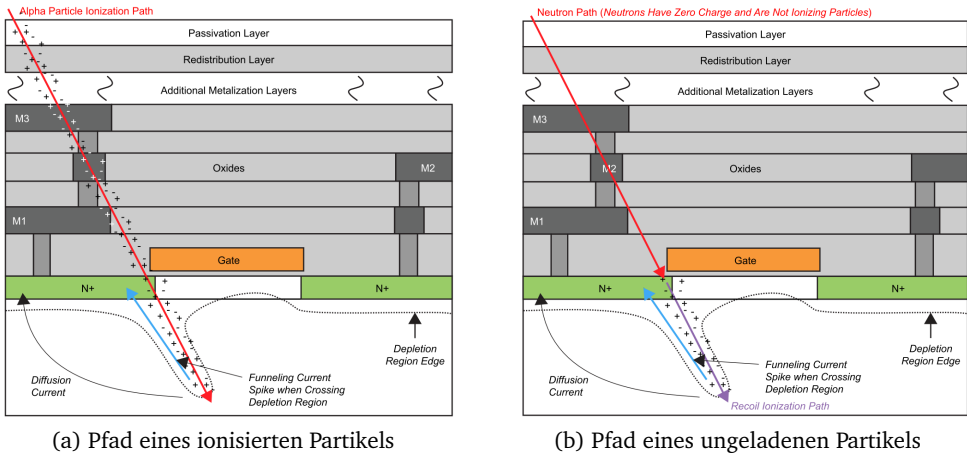 Alpha Particle Ionization Path
Passivation Layer
Redistribution Layer
Additional Metalization Layers
M3
Oxides
M2
M1
Gate
N+
N+
Diffusion
Current
Funneling Current
Spike when Crossing
Depletion Region
Depletion
Region Edge
(a) Pfad eines ionisierten Partikels
Neutron Path (Neutrons Have Zero Charge and Are Not Ionizing Particles)
Passivation Layer
Redistribution Layer
Additional Metalization Layers
M3
M2
Oxides
M1
Gate
N+
N+
Diffusion
Current
Funneling Current
Spike when Crossing
Depletion Region
Depletion
Region Edge
Recoil Ionization Path
(b) Pfad eines ungeladenen Partikels